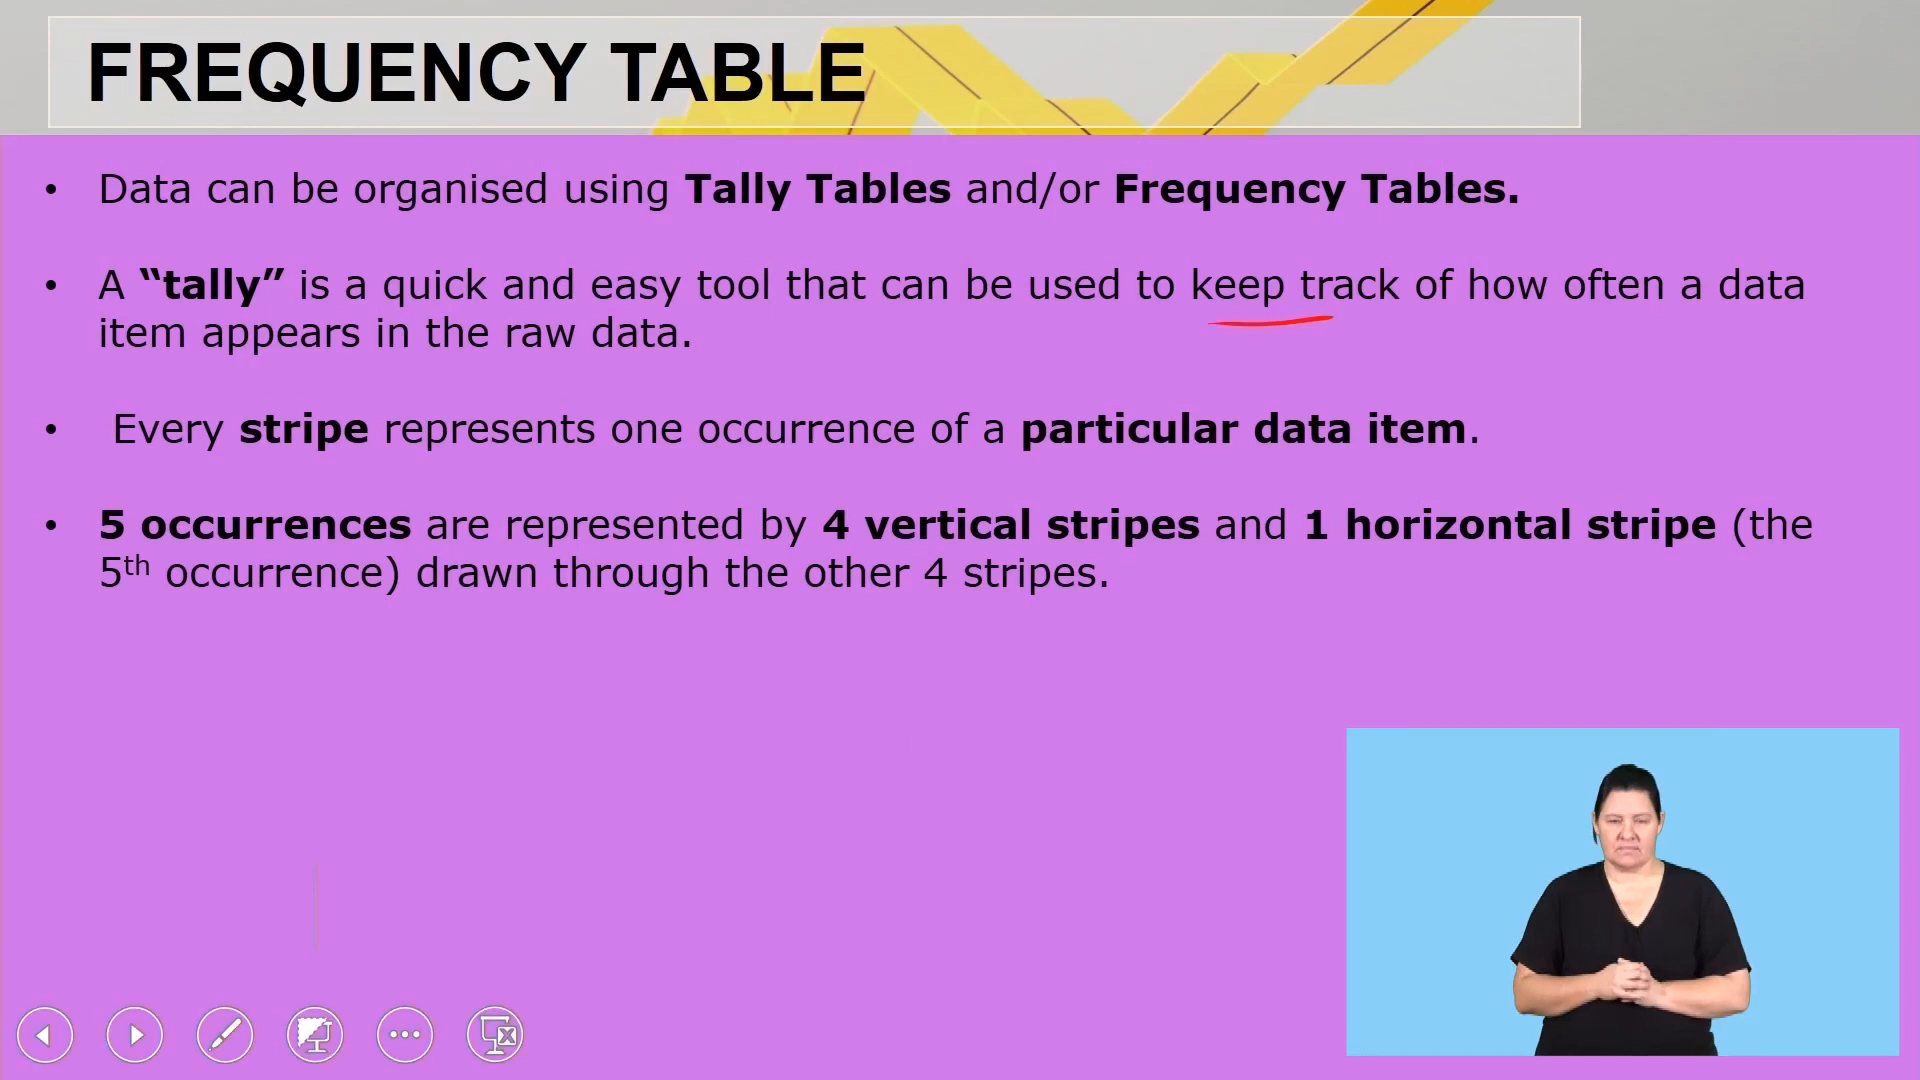 FREQUENCY TABLE
• Data can be organised using Tally Tables and/or Frequency Tables.
• A “tally” is a quick and easy tool that can be used to keep track of how often a data
item appears in the raw data.
• Every stripe represents one occurrence of a particular data item.
• 5 occurrences are represented by 4 vertical stripes and 1 horizontal stripe (the
5th occurrence) drawn through the other 4 stripes.